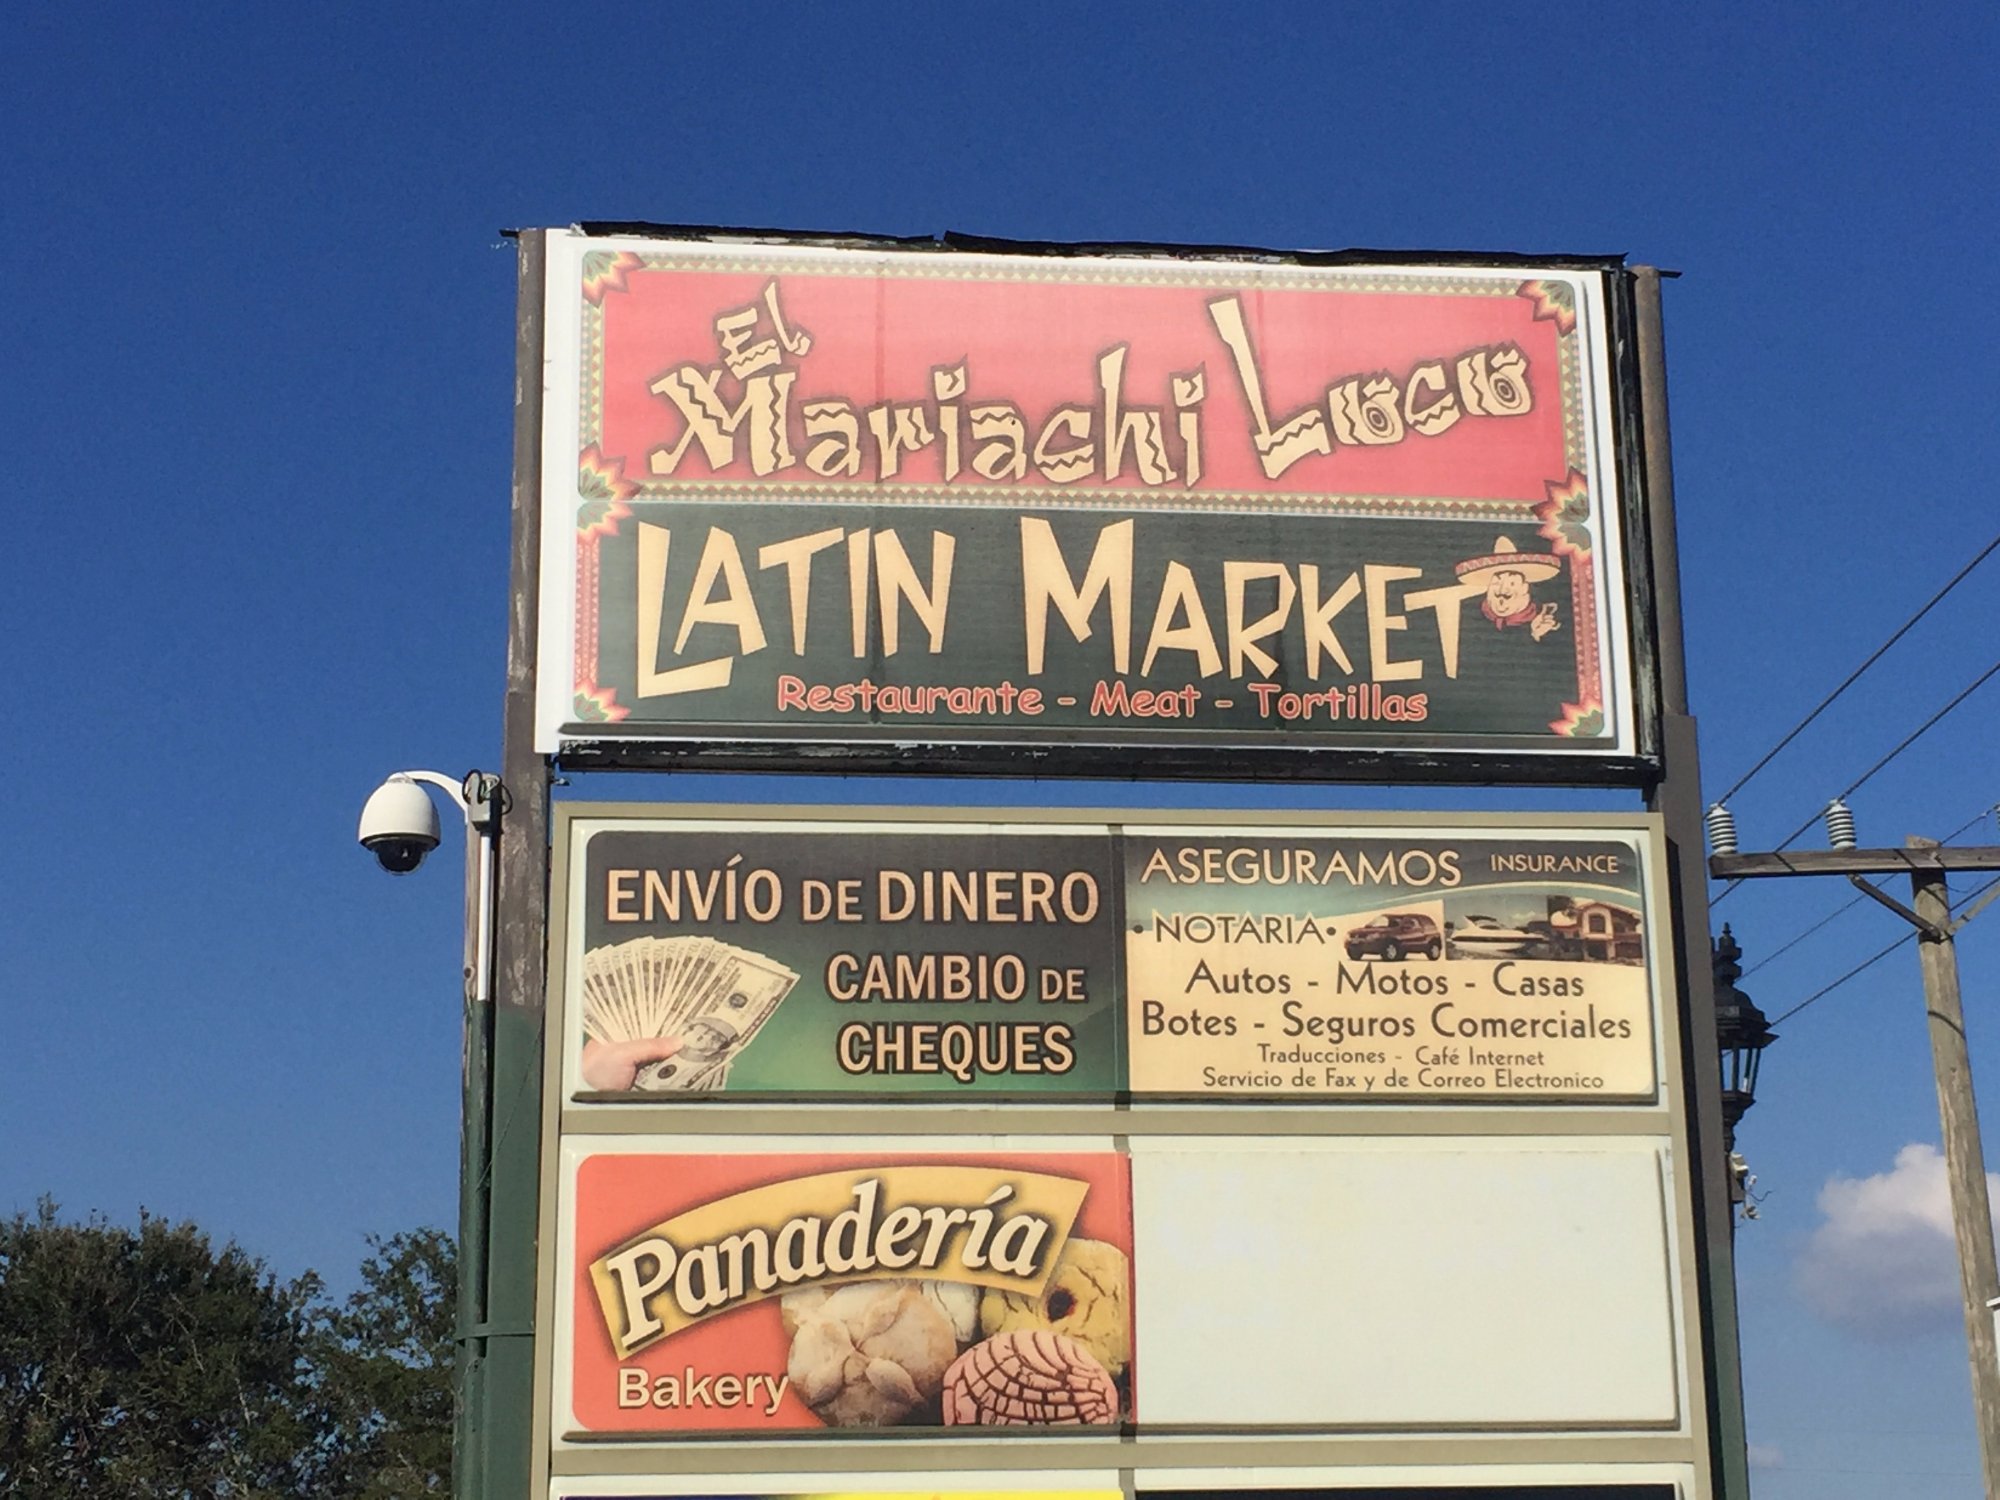 El
Mariachi Loco
LATIN MARKET
Restaurante - Meat - Tortillas
ENVÍO DE DINERO
CAMBIO DE
CHEQUES
ASEGURAMOS INSURANCE
• NOTARIA •
Autos - Motos - Casas
Botes - Seguros Comerciales
Traducciones - Café Internet
Servicio de Fax y de Correo Electronico
Panadería
Bakery